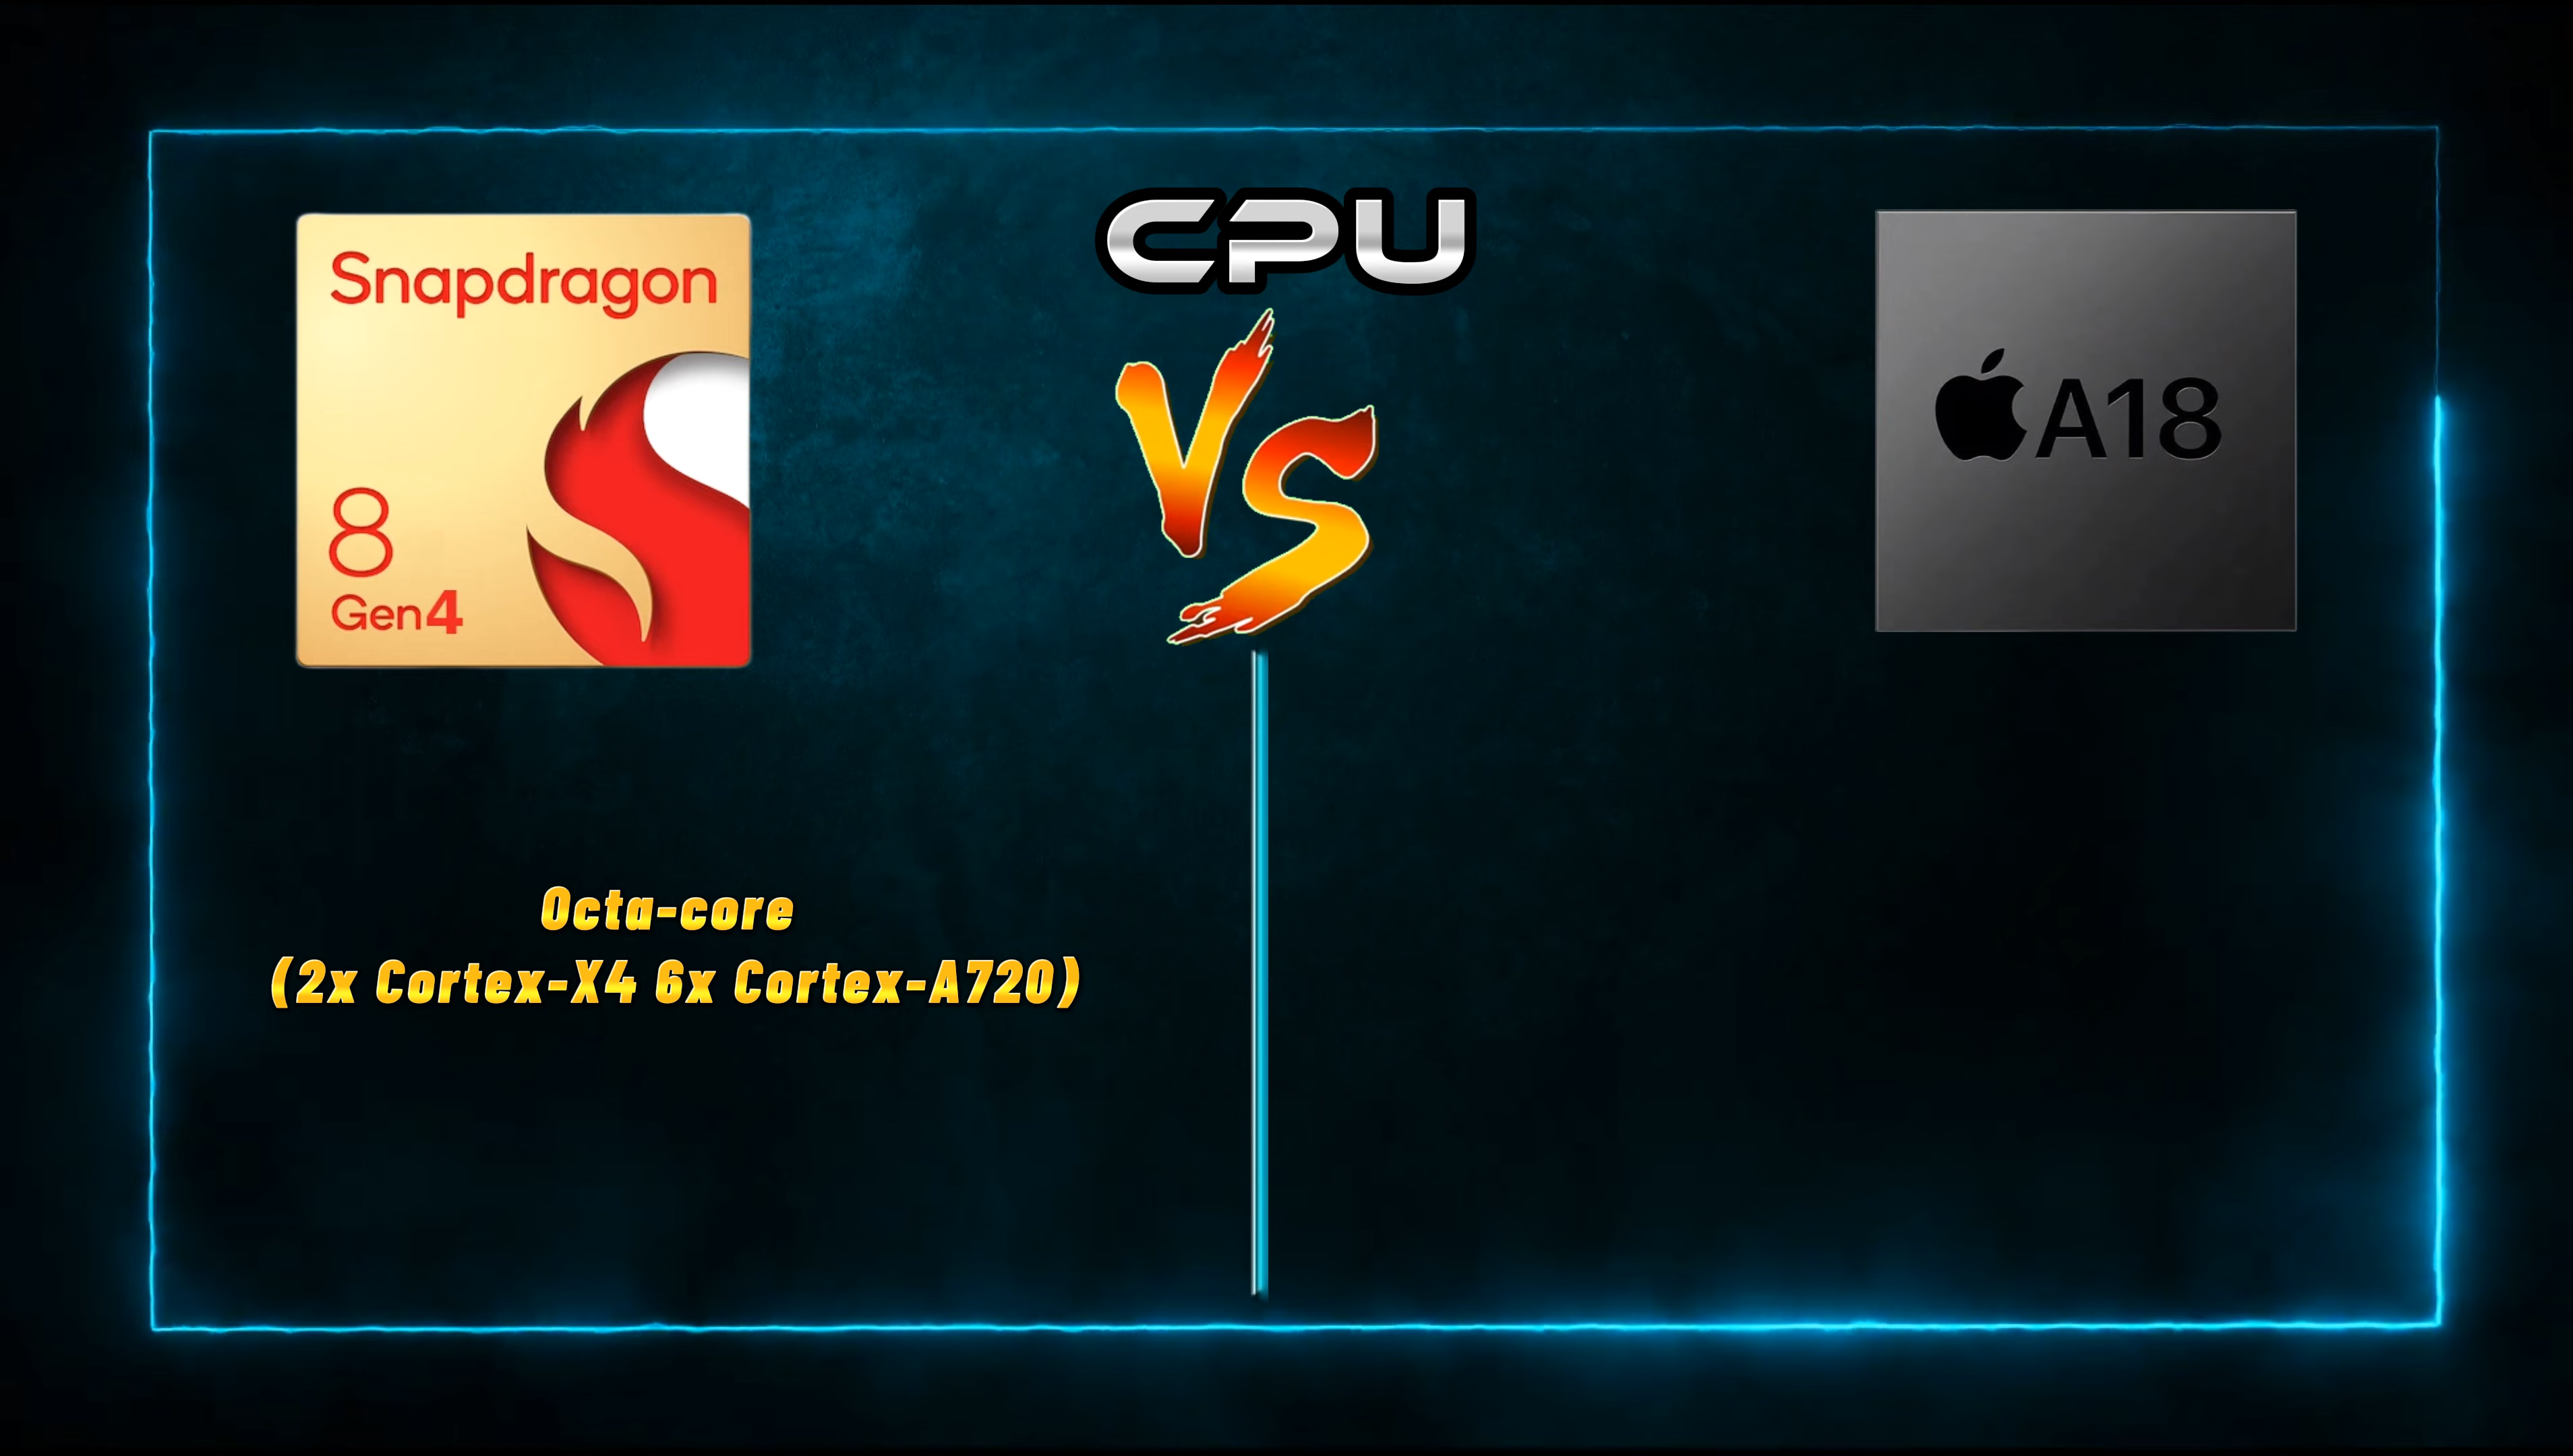 CPU
Snapdragon
8
Gen4
VS
A18
Octa-core
(2x Cortex-X4 6x Cortex-A720)